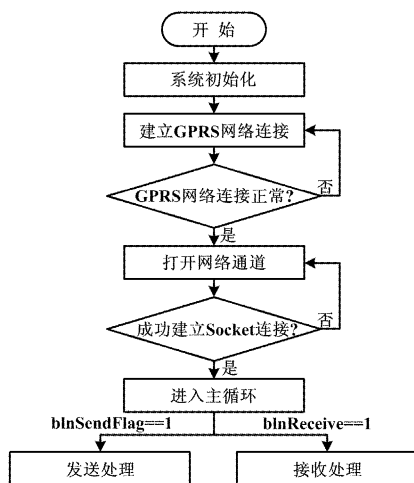 开 始
系统初始化
建立GPRS网络连接
GPRS网络连接正常?
否
是
打开网络通道
成功建立Socket连接?
否
是
进入主循环
blnSendFlag==1
blnReceive==1
发送处理
接收处理